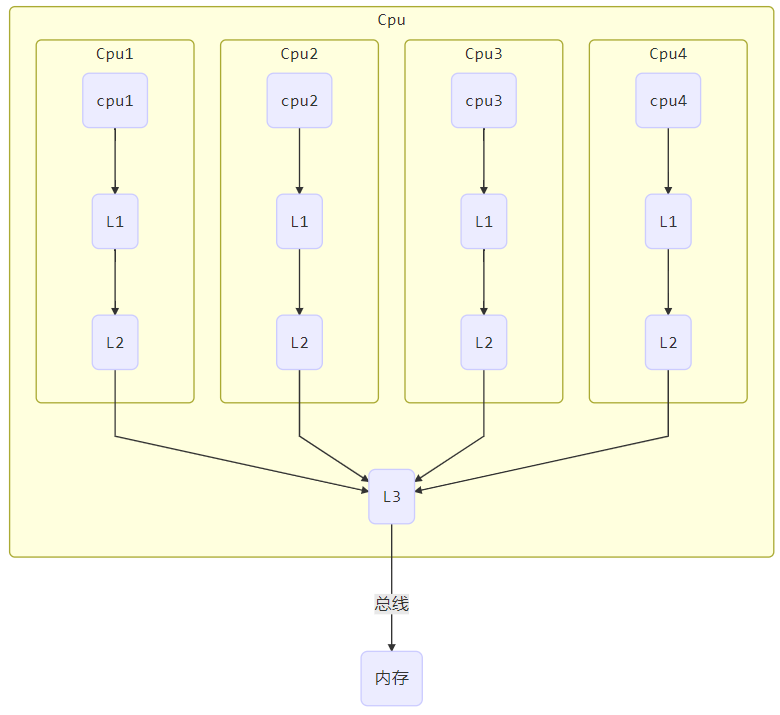 Cpu
Cpu1
Cpu2
Cpu3
Cpu4
cpu1
cpu2
cpu3
cpu4
L1
L1
L1
L1
L2
L2
L2
L2
L3
总线
内存